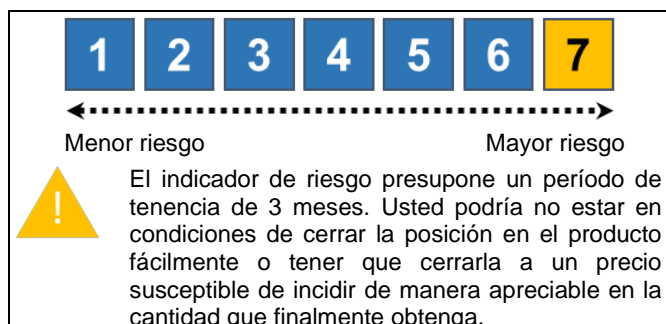 1 2 3 4 5 6 7
Menor riesgo Mayor riesgo
! El indicador de riesgo presupone un período de
tenencia de 3 meses. Usted podría no estar en
condiciones de cerrar la posición en el producto
fácilmente o tener que cerrarla a un precio
susceptible de incidir de manera apreciable en la
cantidad que finalmente obtenga.